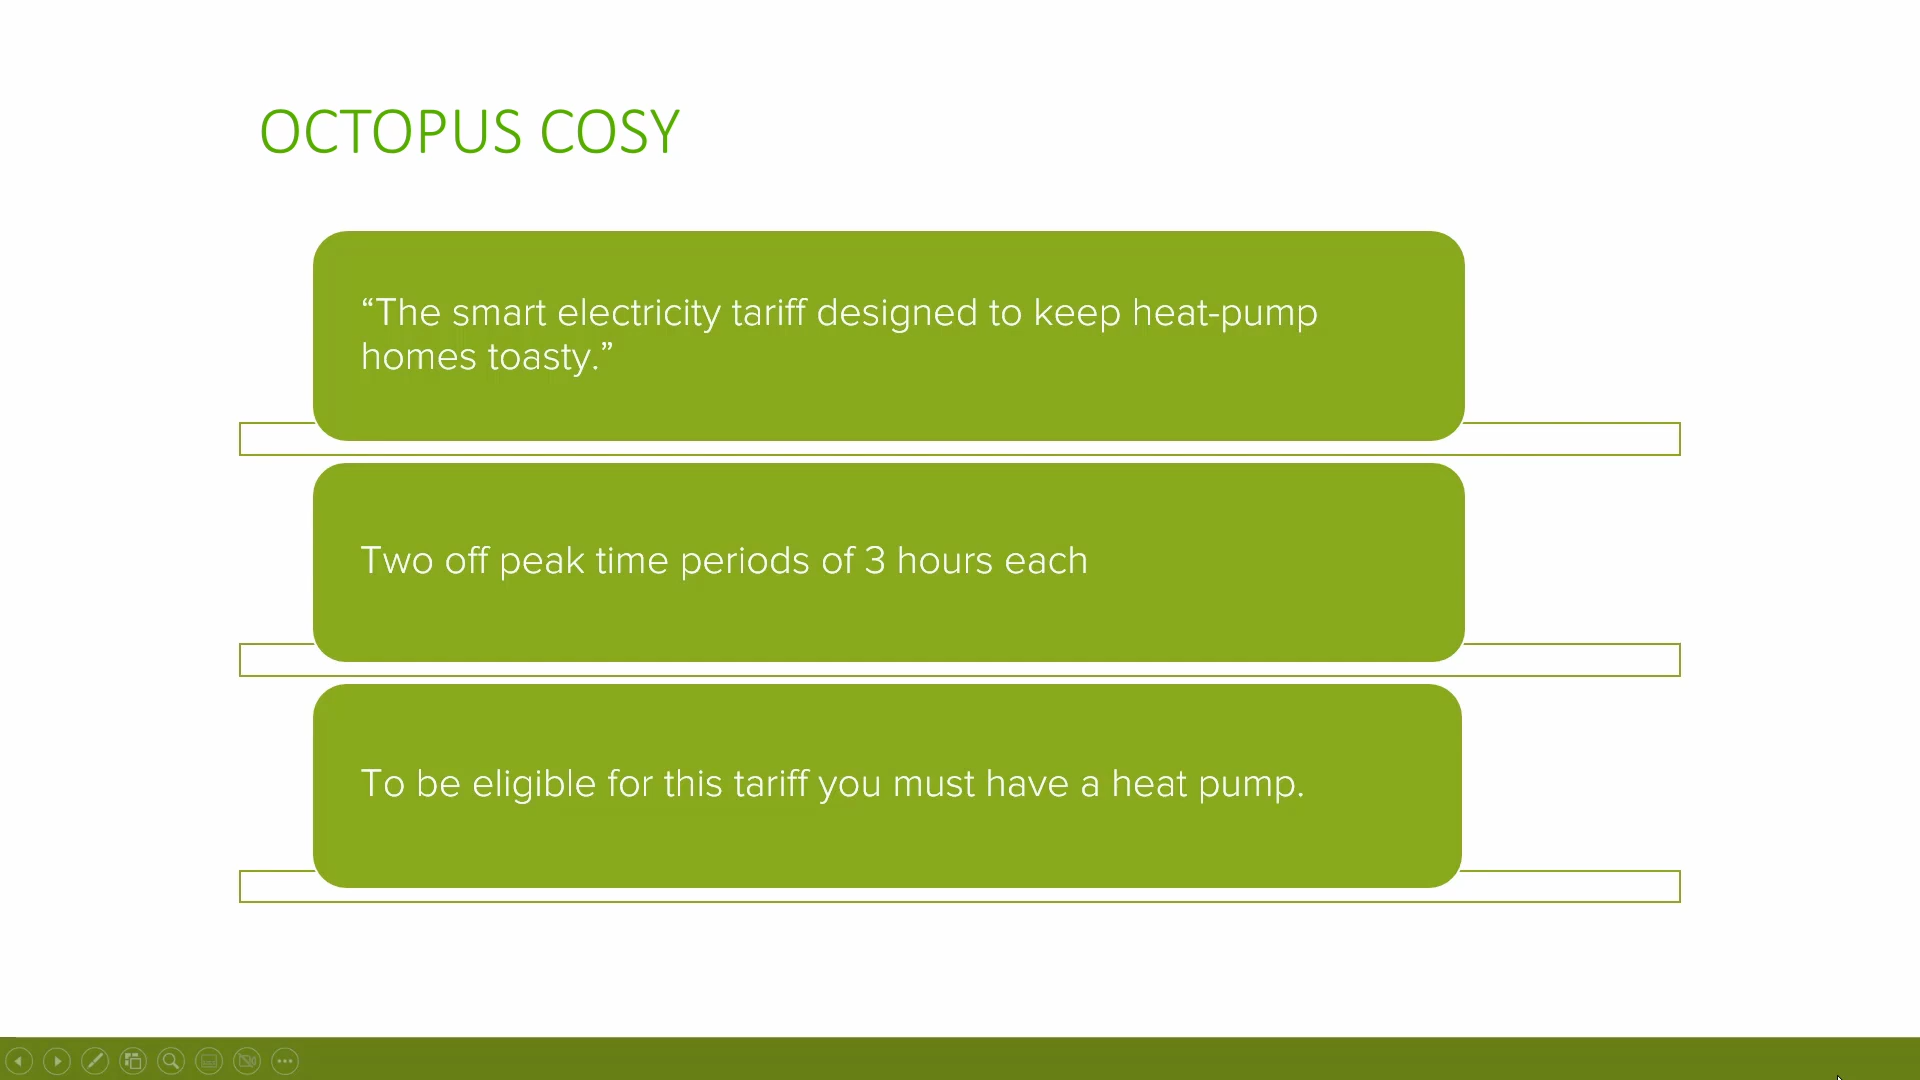 OCTOPUS COSY
“The smart electricity tariff designed to keep heat-pump
homes toasty.”
Two off peak time periods of 3 hours each
To be eligible for this tariff you must have a heat pump.